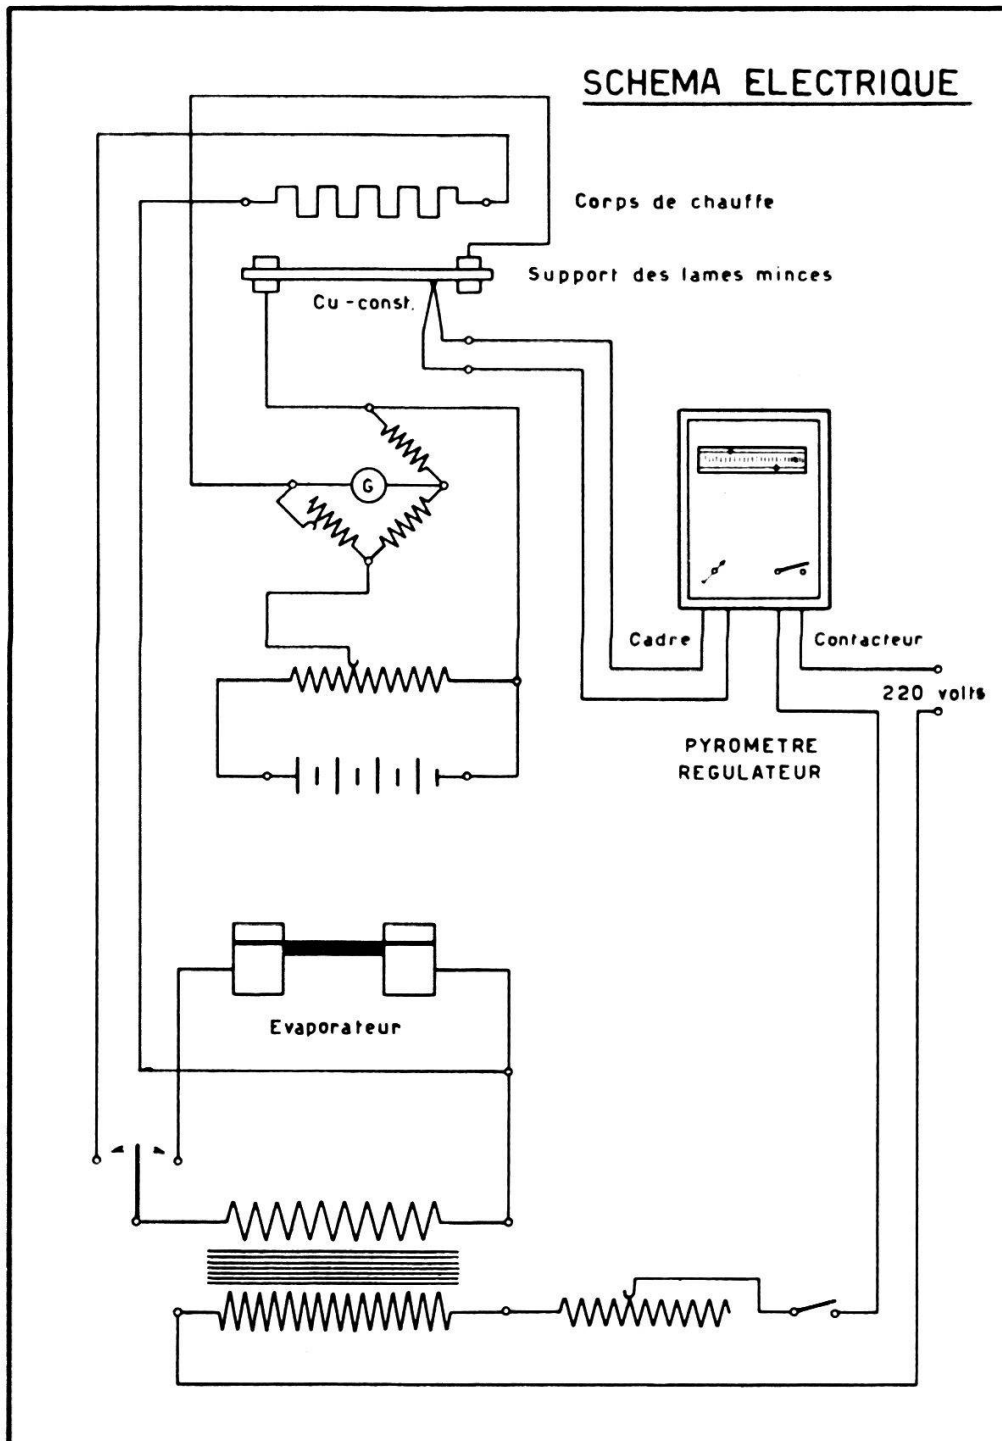 SCHEMA ELECTRIQUE
Corps de chauffe
Support des lames minces
Cu-const.
G
Cadre
Contacteur
220 volts
PYROMETRE
REGULATEUR
Evaporateur